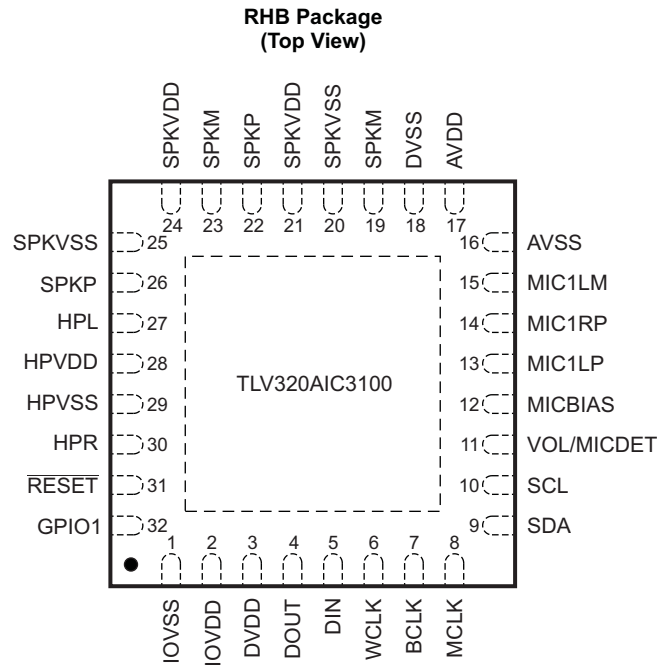 RHB Package
(Top View)
SPKVDD
SPKM
SPKP
SPKVDD
SPKVSS
SPKM
DVSS
AVDD
24 23 22 21 20 19 18 17
SPKVSS 25
SPKP 26
HPL 27
HPVDD 28
HPVSS 29
HPR 30
RESET 31
GPIO1 32
TLV320AIC3100
16 AVSS
15 MIC1LM
14 MIC1RP
13 MIC1LP
12 MICBIAS
11 VOL/MICDET
10 SCL
9 SDA
1 2 3 4 5 6 7 8
IOVSS
IOVDD
DVDD
DOUT
DIN
WCLK
BCLK
MCLK